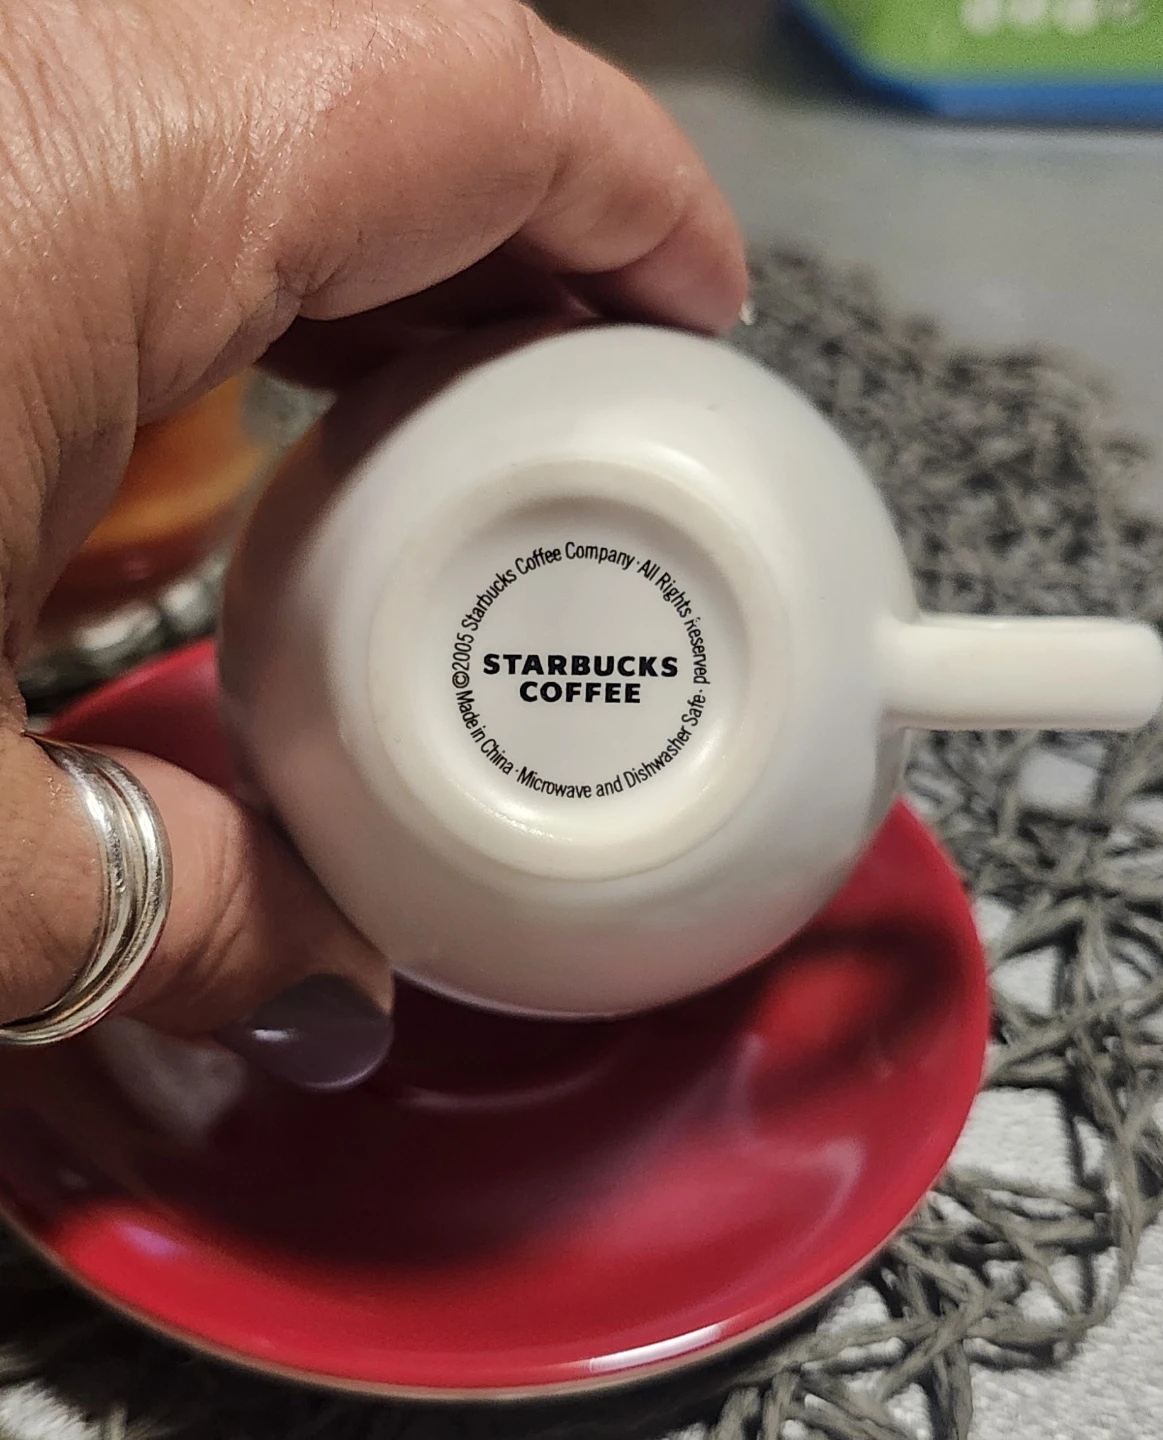 ©2005 Starbucks Coffee Company · All Rights Reserved ·
STARBUCKS
COFFEE
Made in China · Microwave and Dishwasher Safe ·